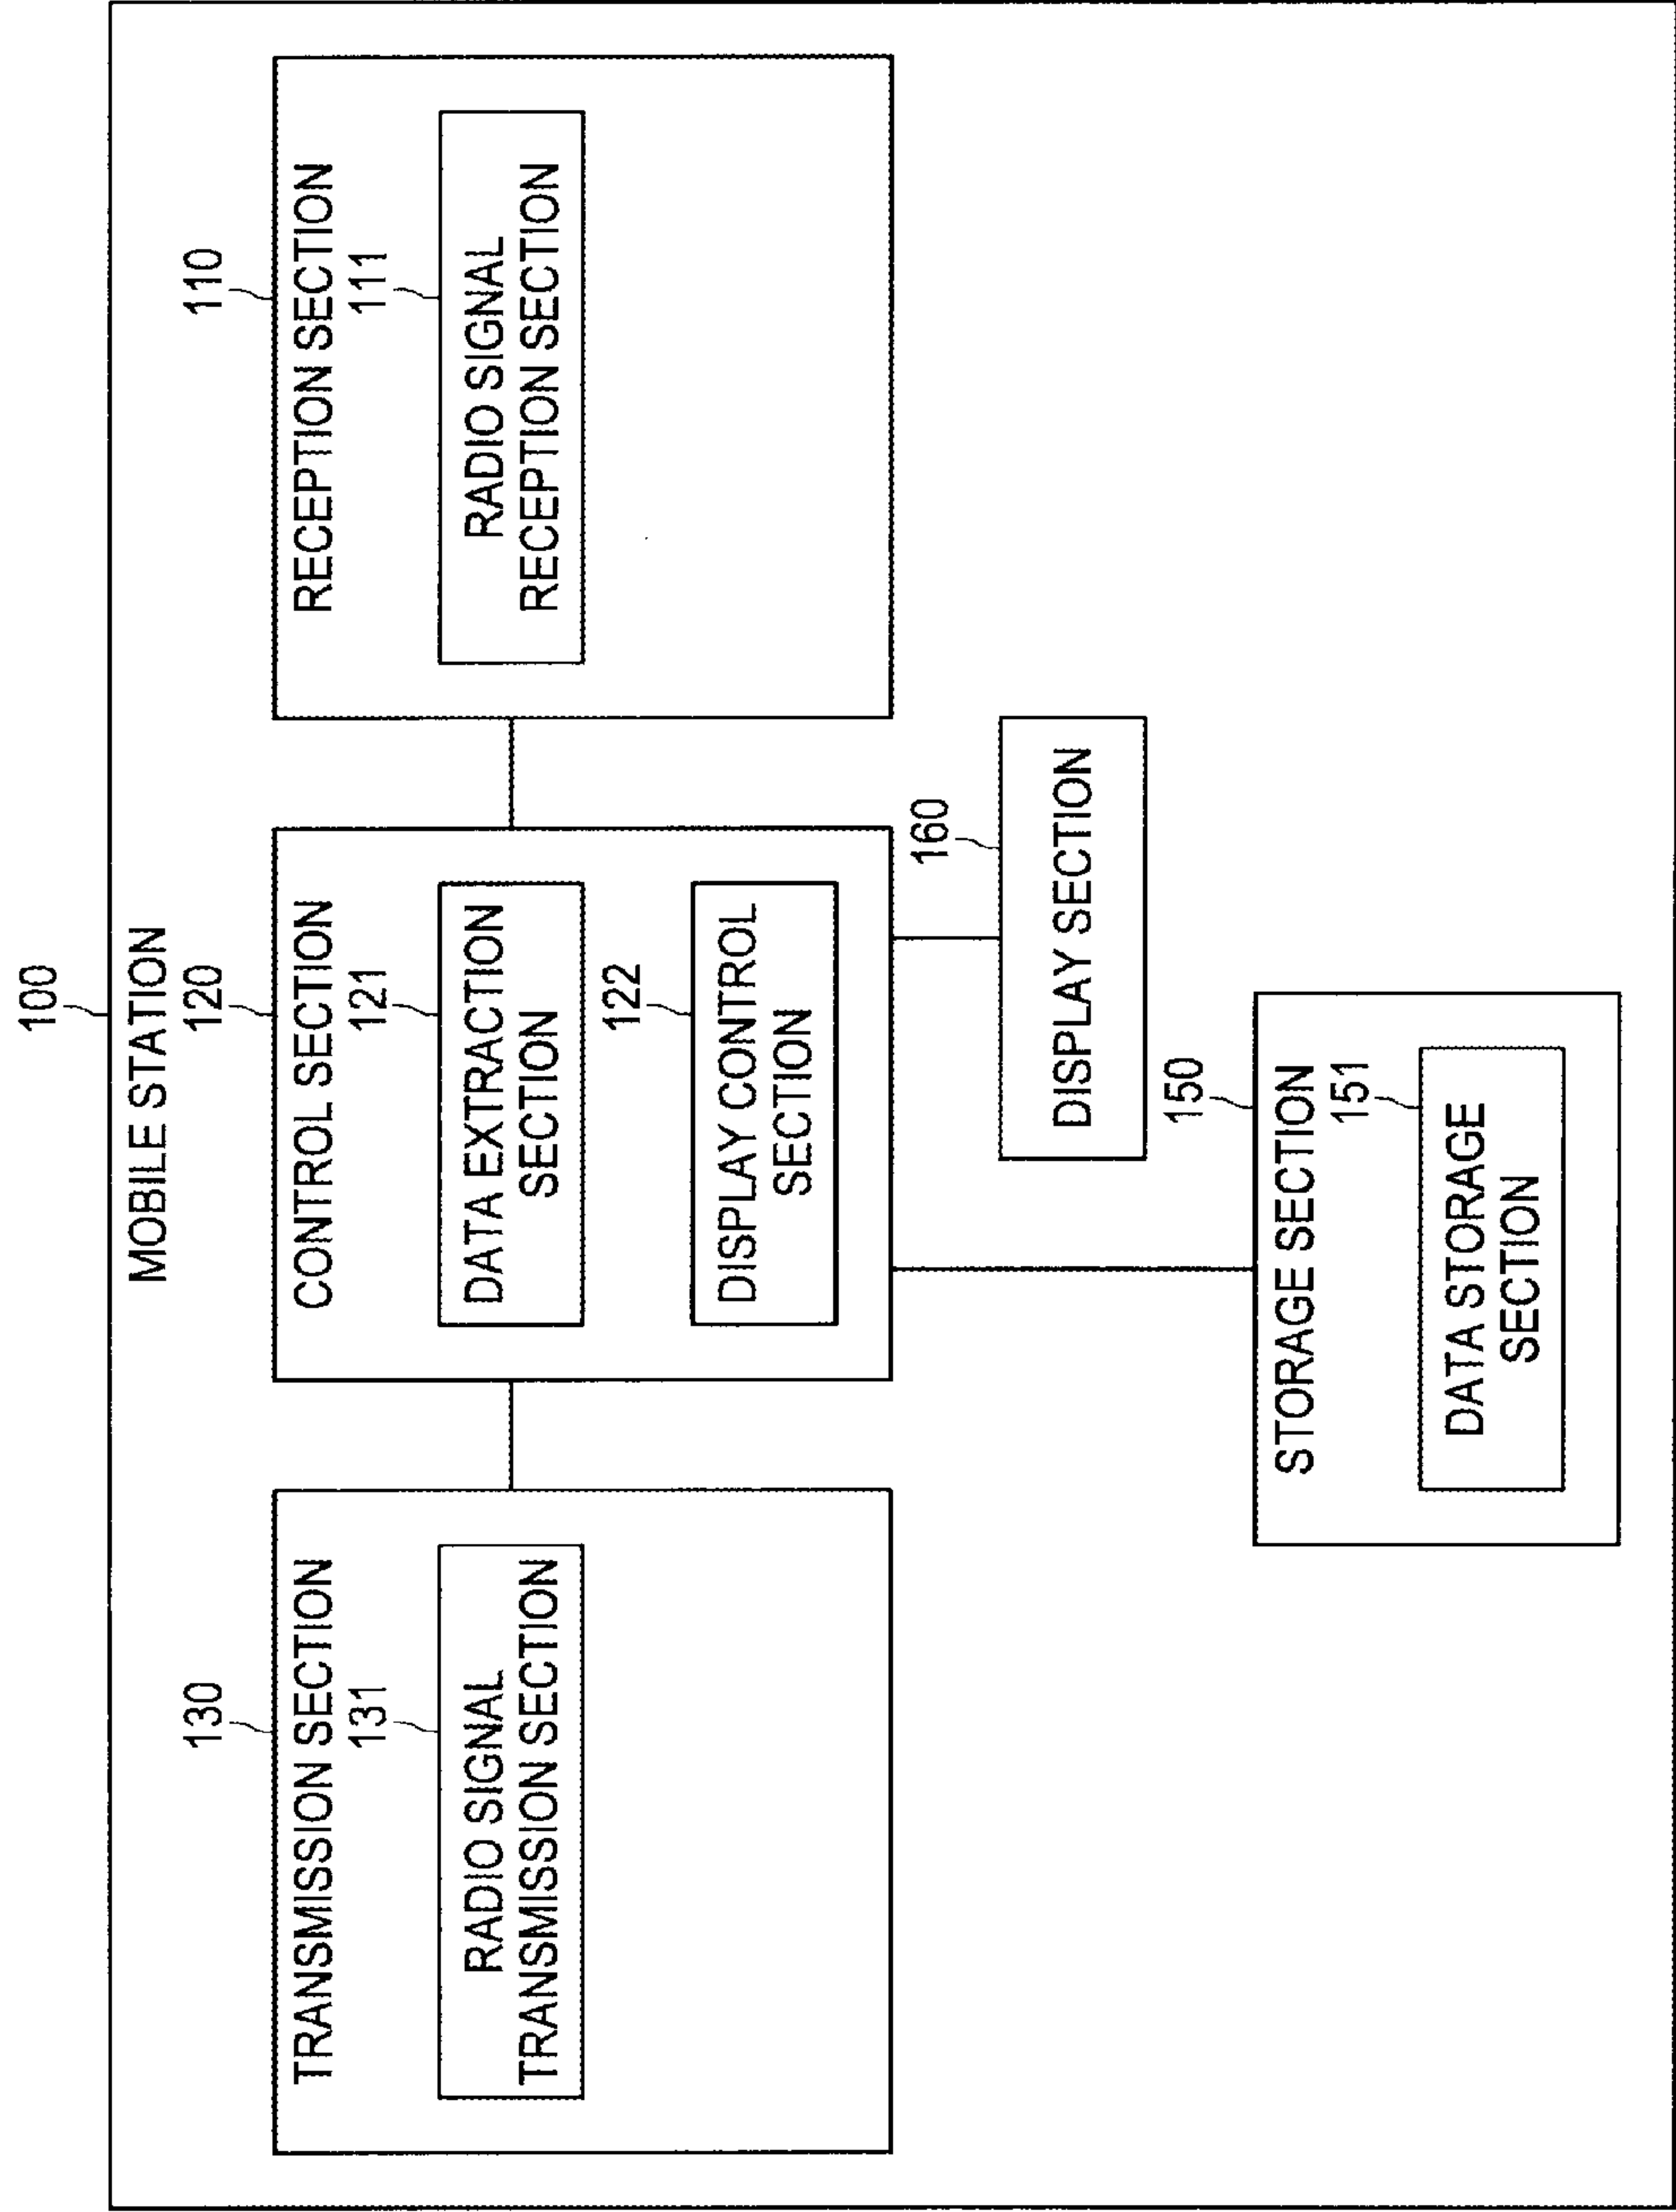 100
MOBILE STATION
130
TRANSMISSION SECTION
131
RADIO SIGNAL
TRANSMISSION SECTION
120
CONTROL SECTION
121
DATA EXTRACTION
SECTION
122
DISPLAY CONTROL
SECTION
110
RECEPTION SECTION
111
RADIO SIGNAL
RECEPTION SECTION
160
DISPLAY SECTION
150
STORAGE SECTION
151
DATA STORAGE
SECTION